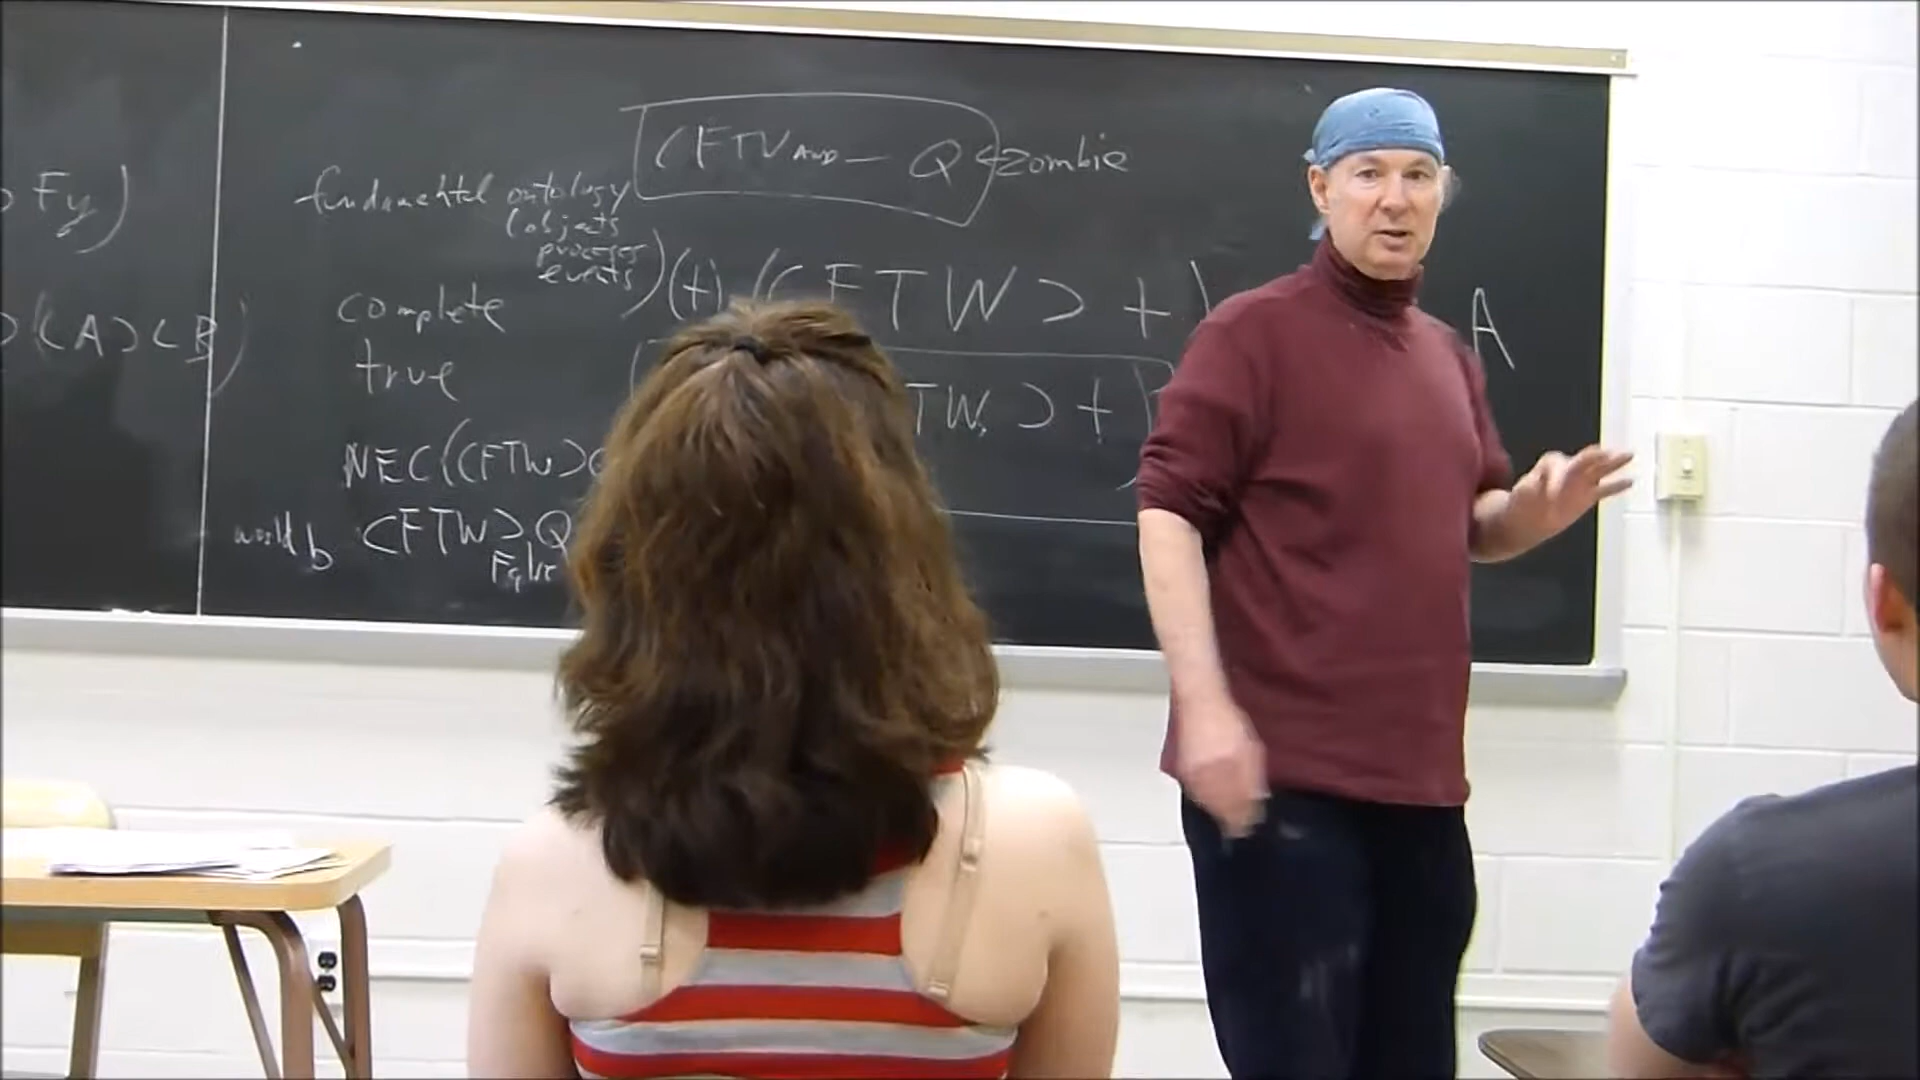 Fy)
)(A)(B)
CFTW AND — Q zombie
fundamental ontology
(objects
processes
events)
complete
true
(+) (CFTW > +
TW > +
A
NEC((CFTW >
world b CFTW > Q
False